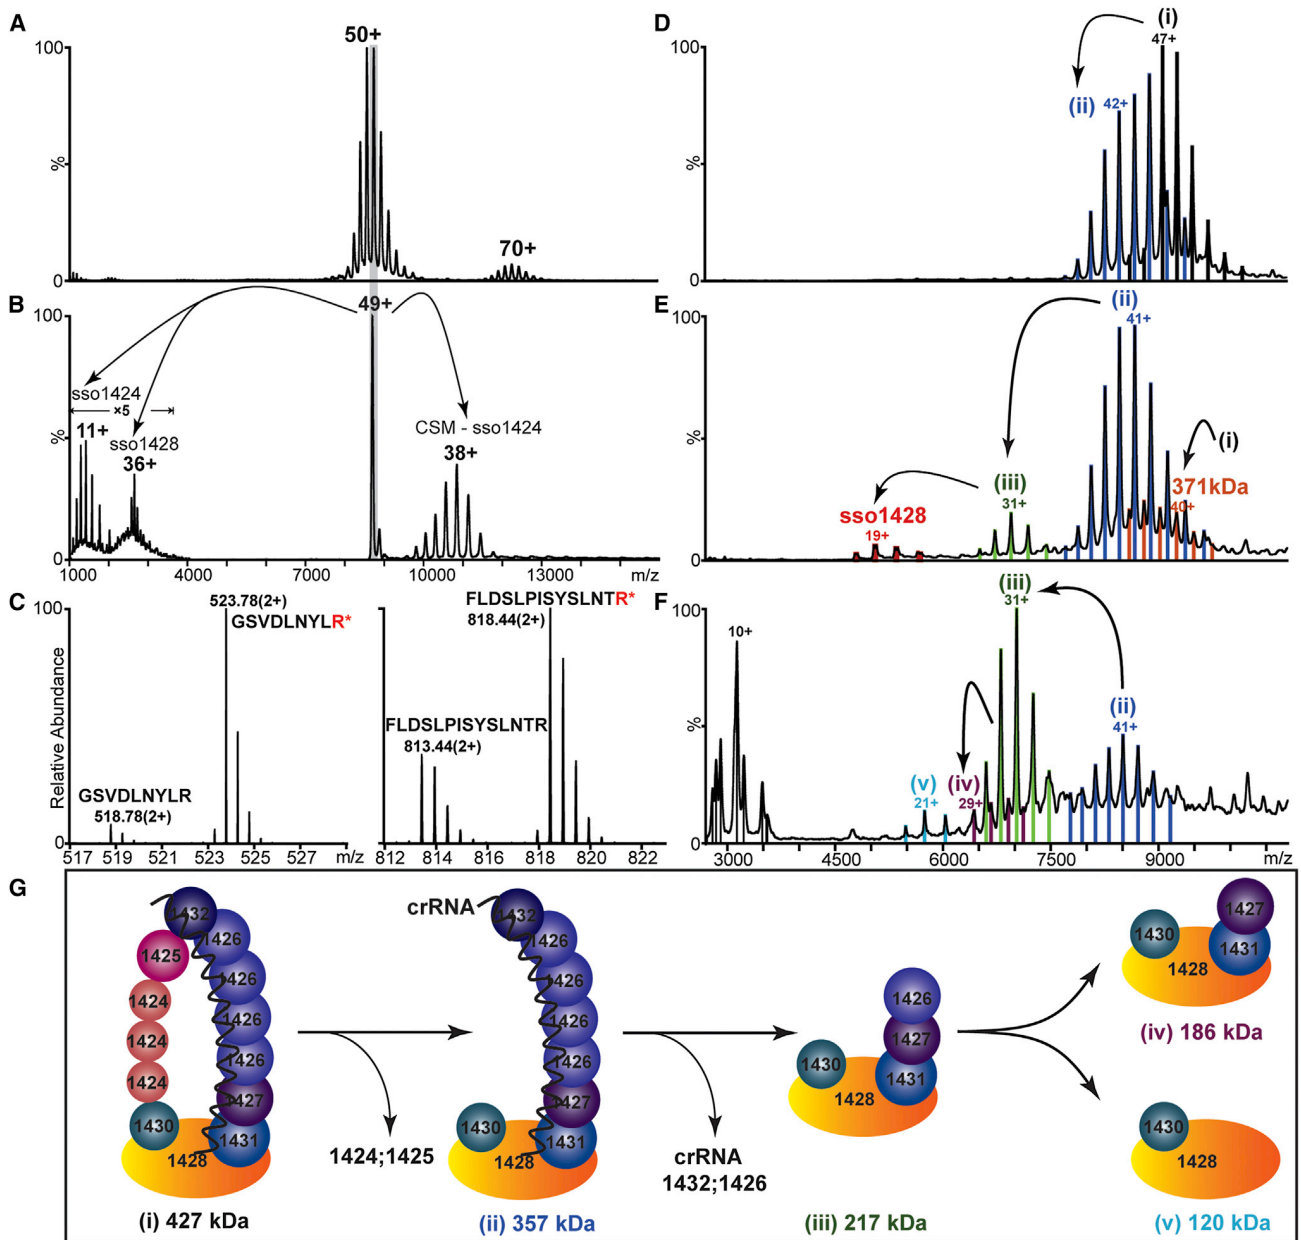 A
100
%
0
50+
70+
B
100
%
0
49+
sso1424
×5
11+
sso1428
36+
CSM - sso1424
38+
1000 4000 7000 10000 13000 m/z
C
100
Relative Abundance
0
523.78(2+)
GSVDLNYLR*
GSVDLNYLR
518.78(2+)
517 519 521 523 525 527 m/z
FLDSLPISYSLNTR*
818.44(2+)
FLDSLPISYSLNTR
813.44(2+)
812 814 816 818 820 822
D
100
%
0
(i)
47+
(ii) 42+
E
100
%
0
(ii)
41+
(i)
371kDa
40+
(iii)
31+
sso1428
19+
F
100
%
0
10+
(iii)
31+
(ii)
41+
(v)
21+
(iv)
29+
3000 4500 6000 7500 9000 m/z
G
1432
1426
1425
1426
1424
1426
1424
1426
1424
1427
1430
1431
1428
(i) 427 kDa
1424;1425
crRNA
1432
1426
1426
1426
1426
1427
1430
1431
1428
(ii) 357 kDa
crRNA
1432;1426
1426
1427
1430
1431
1428
(iii) 217 kDa
1427
1430
1431
1428
(iv) 186 kDa
1430
1428
(v) 120 kDa